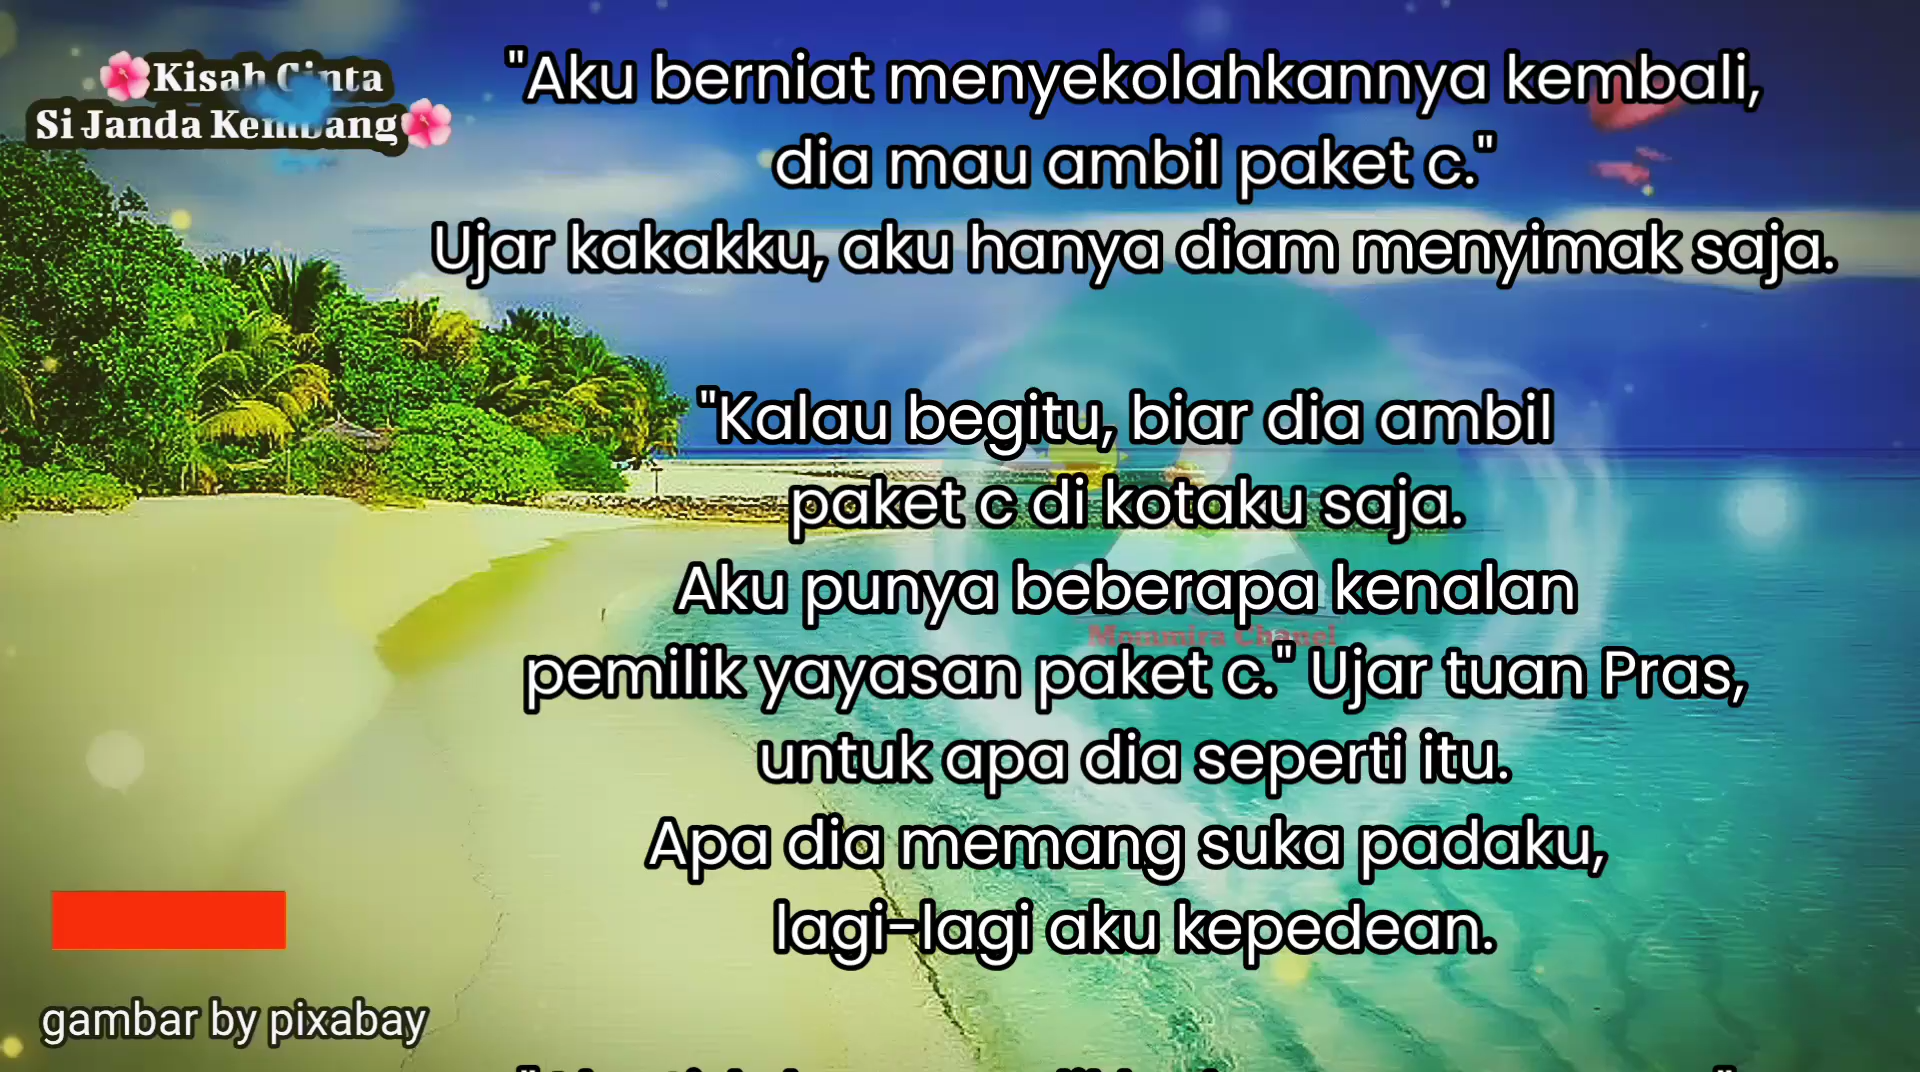 Kisah Cinta
Si Janda Kembang
"Aku berniat menyekolahkannya kembali,
dia mau ambil paket c."
Ujar kakakku, aku hanya diam menyimak saja.
"Kalau begitu, biar dia ambil
paket c di kotaku saja.
Aku punya beberapa kenalan
Mommira Chanel
pemilik yayasan paket c." Ujar tuan Pras,
untuk apa dia seperti itu.
Apa dia memang suka padaku,
lagi-lagi aku kepedean.
gambar by pixabay